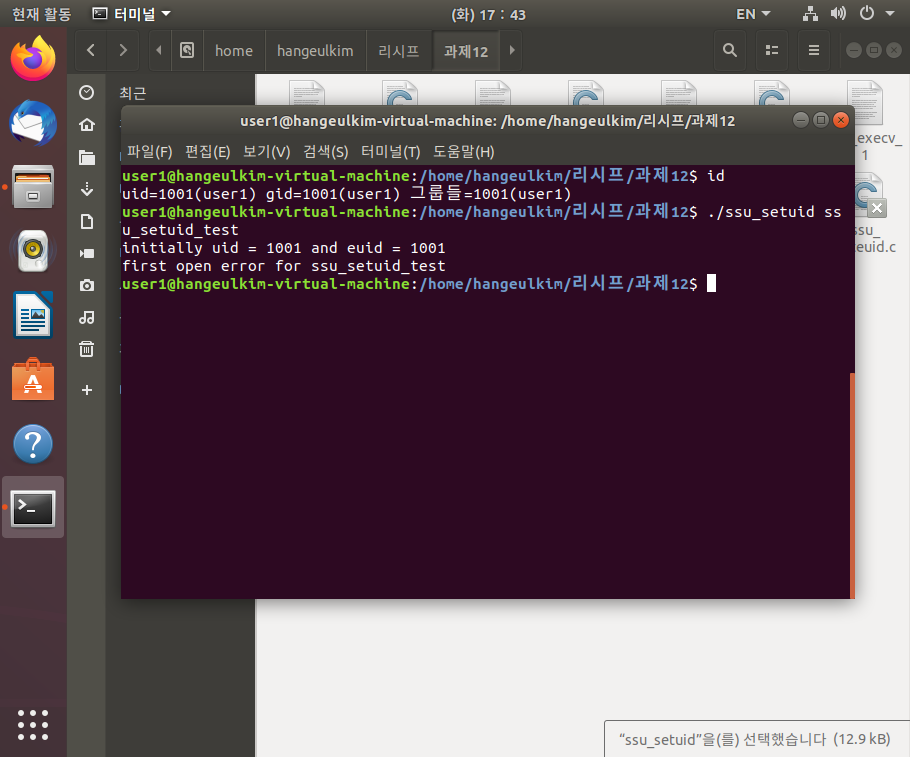 현재 활동 터미널 (화) 17 : 43 EN
home hangeulkim 리시프 과제12
최근
user1@hangeulkim-virtual-machine: /home/hangeulkim/리시프/과제12
파일(F) 편집(E) 보기(V) 검색(S) 터미널(T) 도움말(H)
user1@hangeulkim-virtual-machine:/home/hangeulkim/리시프/과제12$ id
uid=1001(user1) gid=1001(user1) 그룹들=1001(user1)
user1@hangeulkim-virtual-machine:/home/hangeulkim/리시프/과제12$ ./ssu_setuid ss
u_setuid_test
initially uid = 1001 and euid = 1001
first open error for ssu_setuid_test
user1@hangeulkim-virtual-machine:/home/hangeulkim/리시프/과제12$
_execv_
1
ssu_
euid.c
“ssu_setuid”을(를) 선택했습니다 (12.9 kB)